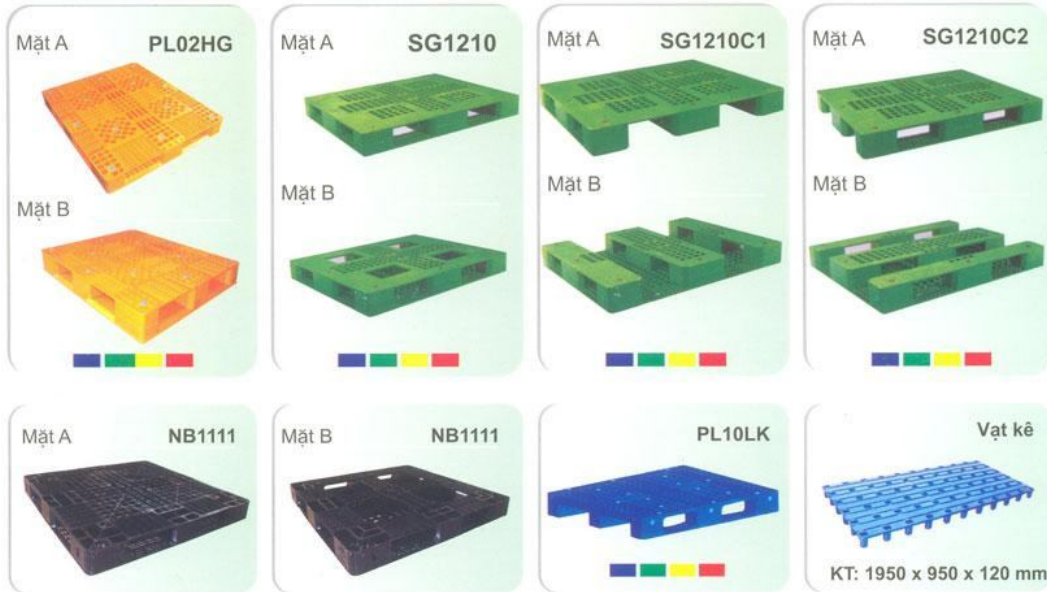 Mặt A PL02HG
Mặt B
Mặt A SG1210
Mặt B
Mặt A SG1210C1
Mặt B
Mặt A SG1210C2
Mặt B
Mặt A NB1111
Mặt B NB1111
PL10LK
Vạt kê
KT: 1950 x 950 x 120 mm